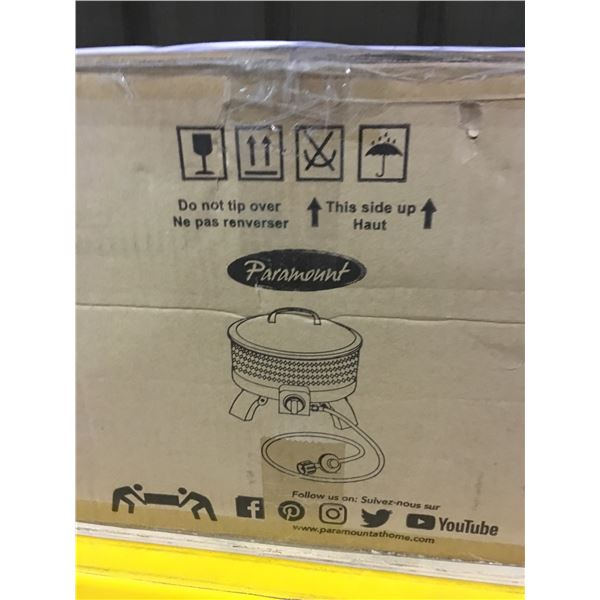 Do not tip over
Ne pas renverser
This side up
Haut
Paramount
Follow us on: Suivez-nous sur
YouTube
www.paramountathome.com